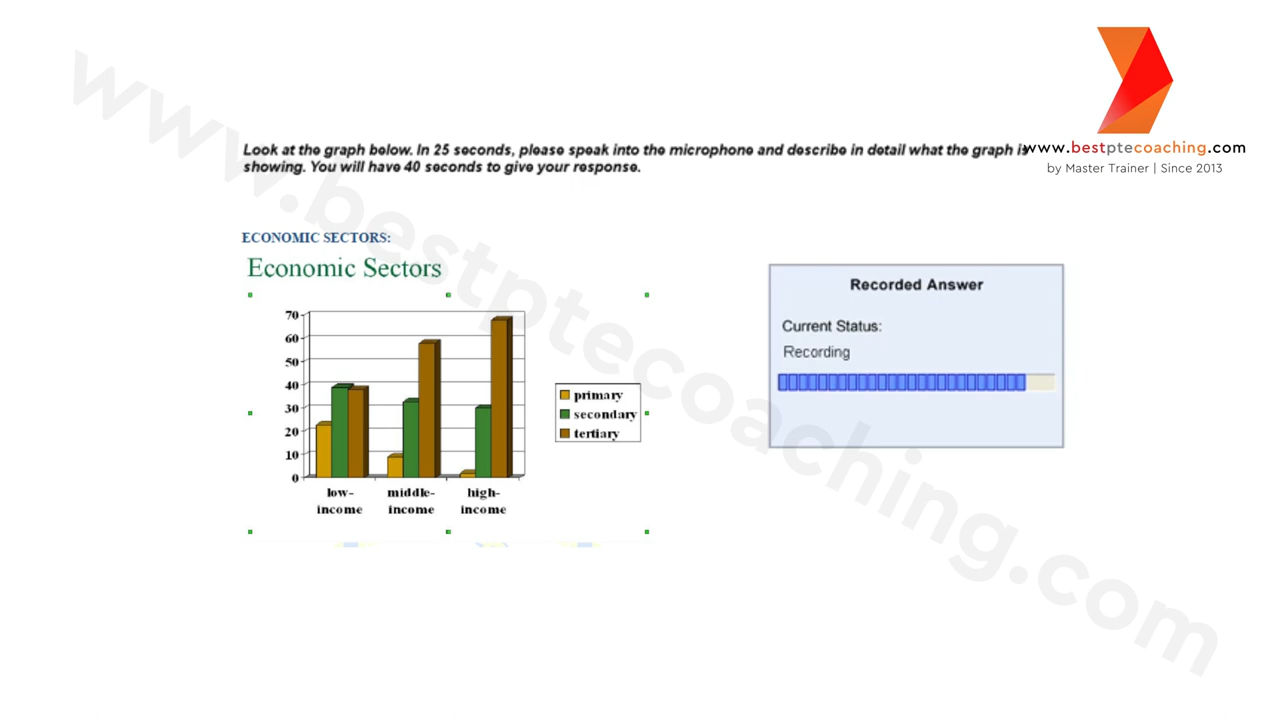 Look at the graph below. In 25 seconds, please speak into the microphone and describe in detail what the graph is
showing. You will have 40 seconds to give your response.
www.bestptecoaching.com
by Master Trainer | Since 2013
ECONOMIC SECTORS:
Economic Sectors
70
60
50
40
30
20
10
0
low-
income
middle-
income
high-
income
primary
secondary
tertiary
Recorded Answer
Current Status:
Recording
www.bestptecoaching.com